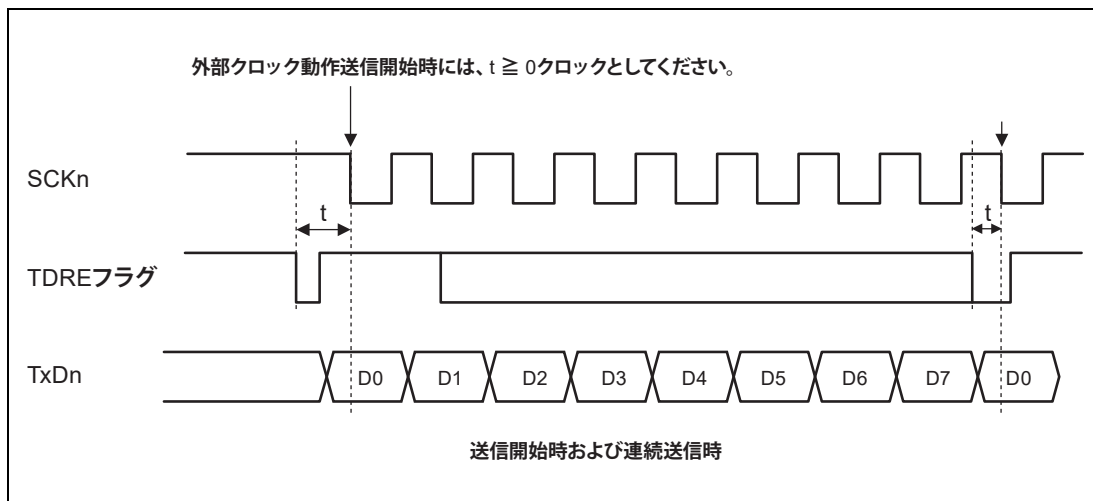 外部クロック動作送信開始時には、t ≧ 0クロックとしてください。
SCKn
t
t
TDREフラグ
TxDn
D0
D1
D2
D3
D4
D5
D6
D7
D0
送信開始時および連続送信時